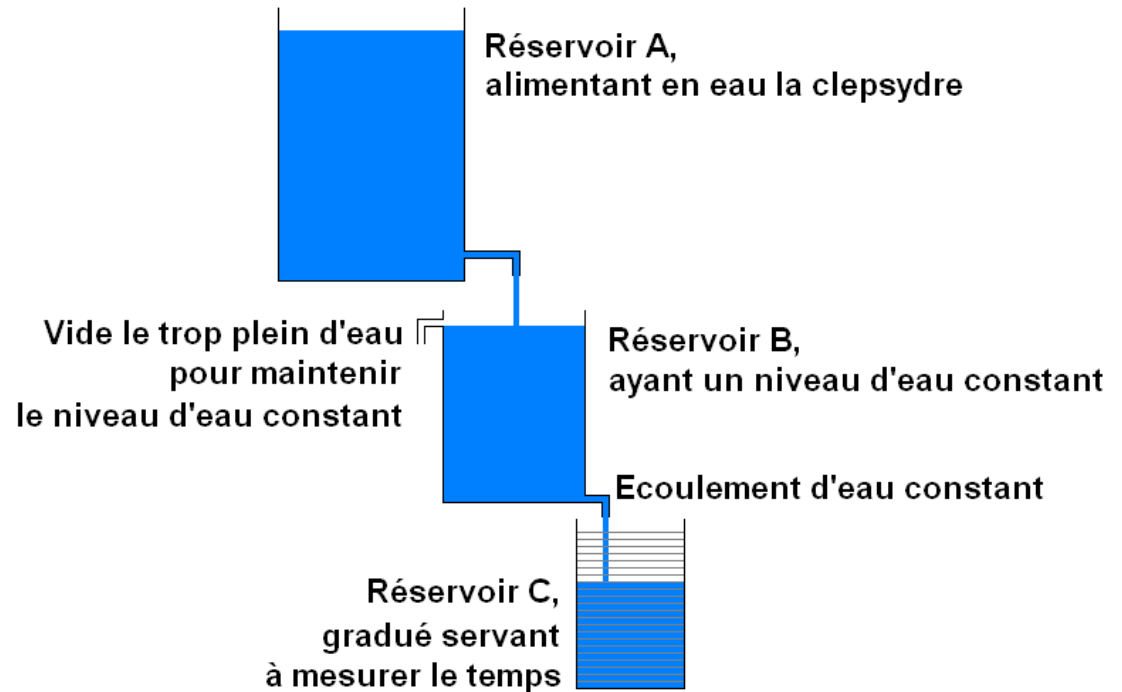 Réservoir A,
alimentant en eau la clepsydre
Vide le trop plein d'eau
pour maintenir
le niveau d'eau constant
Réservoir B,
ayant un niveau d'eau constant
Ecoulement d'eau constant
Réservoir C,
gradué servant
à mesurer le temps